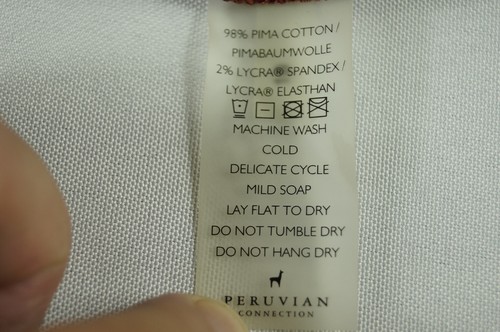 98% PIMA COTTON /
PIMABAUMWOLLE
2% LYCRA® SPANDEX /
LYCRA® ELASTHAN
MACHINE WASH
COLD
DELICATE CYCLE
MILD SOAP
LAY FLAT TO DRY
DO NOT TUMBLE DRY
DO NOT HANG DRY
PERUVIAN
CONNECTION